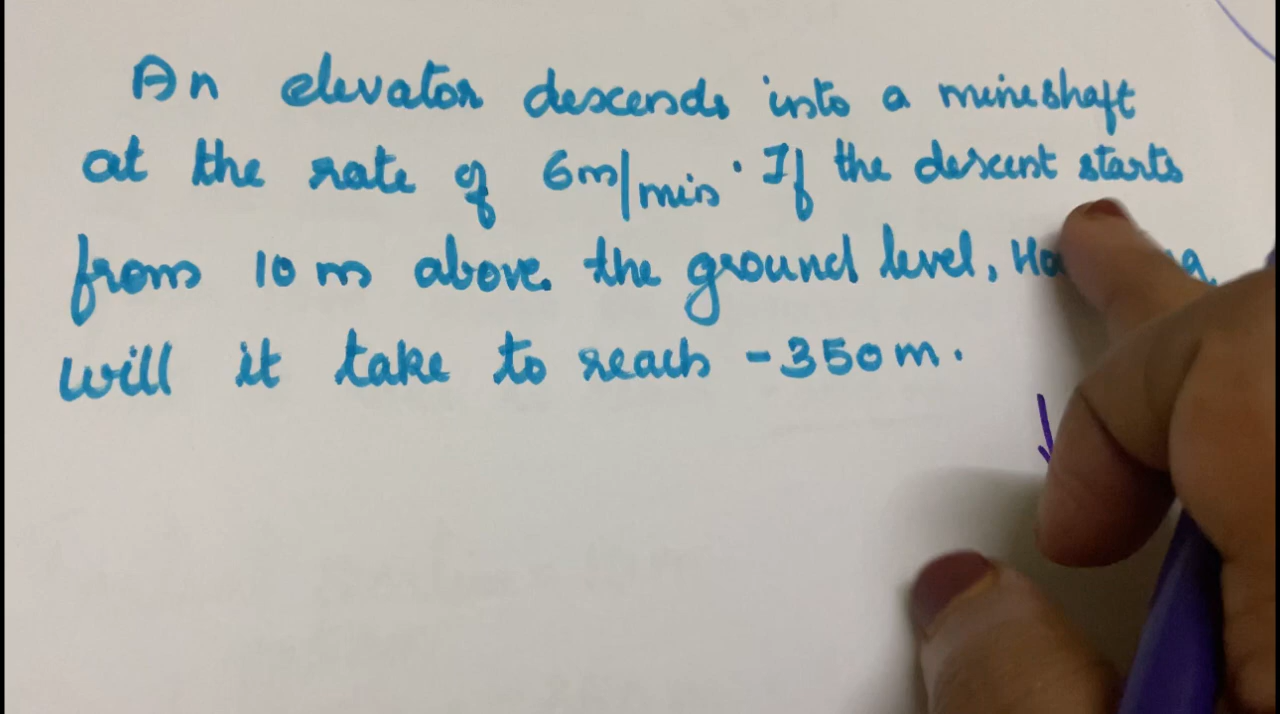 An elevator descends into a mineshaft
at the rate of 6m/min. If the descent starts
from 10 m above the ground level,
will it take to reach -350m.